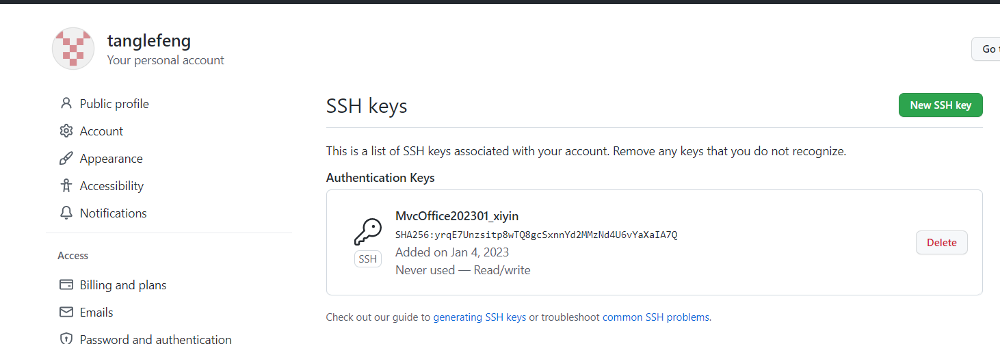 tanglefeng
Your personal account
Go
Public profile
Account
Appearance
Accessibility
Notifications
Access
Billing and plans
Emails
Password and authentication
SSH keys
New SSH key
This is a list of SSH keys associated with your account. Remove any keys that you do not recognize.
Authentication Keys
MvcOffice202301_xiyin
SHA256:yrqE7Unzsitp8wTQ8gcSxnnYd2MMzNd4U6vYaXaIA7Q
Added on Jan 4, 2023
Never used — Read/write
SSH
Delete
Check out our guide to generating SSH keys or troubleshoot common SSH problems.